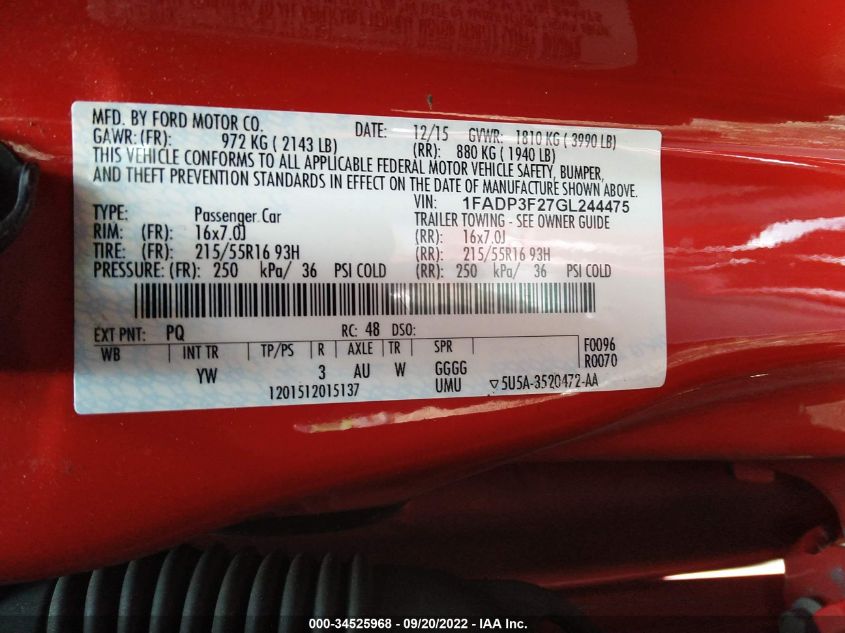 MFD. BY FORD MOTOR CO. DATE: 12/15 GVWR: 1810 KG ( 3990 LB)
GAWR: (FR): 972 KG ( 2143 LB) (RR): 880 KG ( 1940 LB)
THIS VEHICLE CONFORMS TO ALL APPLICABLE FEDERAL MOTOR VEHICLE SAFETY, BUMPER,
AND THEFT PREVENTION STANDARDS IN EFFECT ON THE DATE OF MANUFACTURE SHOWN ABOVE.
VIN: 1FADP3F27GL244475
TYPE: Passenger Car TRAILER TOWING - SEE OWNER GUIDE
RIM: (FR): 16x7.0J (RR): 16x7.0J
TIRE: (FR): 215/55R16 93H (RR): 215/55R16 93H
PRESSURE: (FR): 250 kPa/ 36 PSI COLD (RR): 250 kPa/ 36 PSI COLD
EXT PNT: PQ RC: 48 DSO:
WB INT TR TP/PS R AXLE TR SPR F0096
YW 3 AU W GGGG R0070
1201512015137 UMU ▽5U5A-3520472-AA
000-34525968 - 09/20/2022 - IAA Inc.